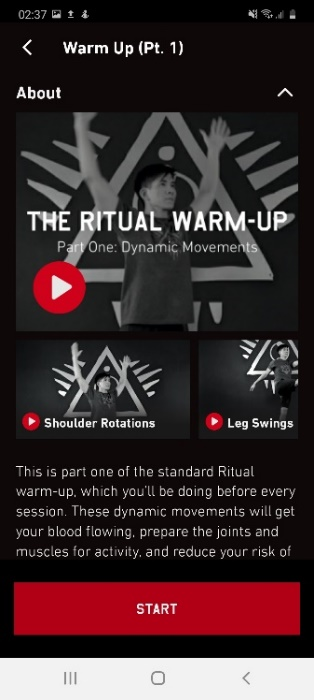 02:37
Warm Up (Pt. 1)
About
THE RITUAL WARM-UP
Part One: Dynamic Movements
Shoulder Rotations
Leg Swings
This is part one of the standard Ritual
warm-up, which you'll be doing before every
session. These dynamic movements will get
your blood flowing, prepare the joints and
muscles for activity, and reduce your risk of
START